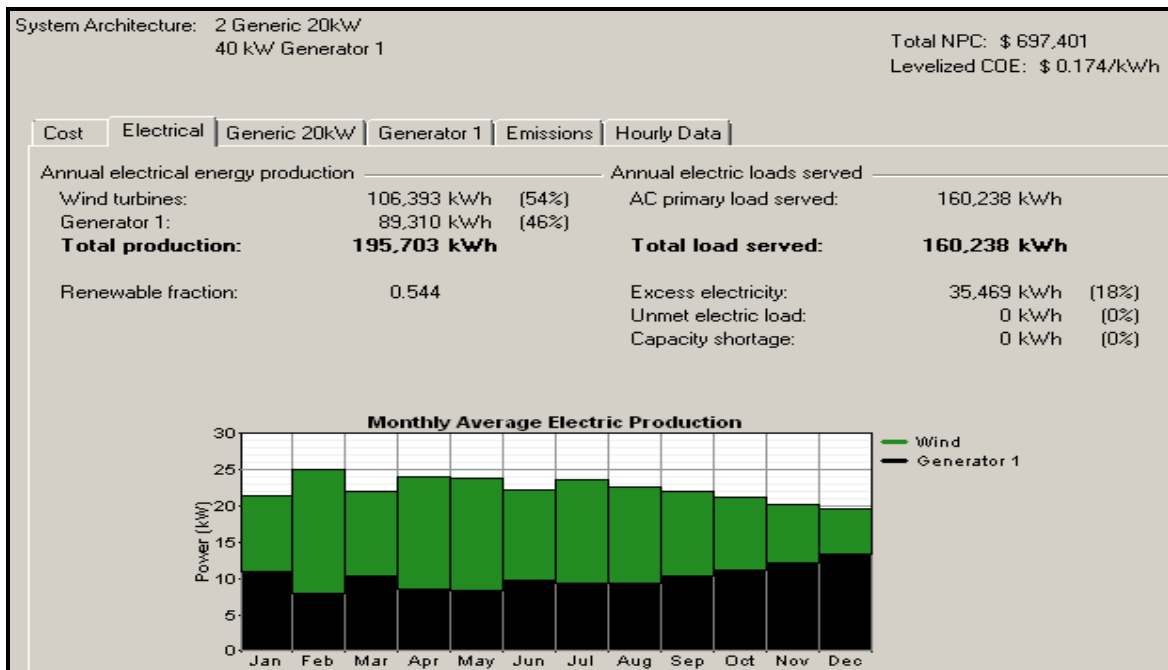 System Architecture: 2 Generic 20kW
40 kW Generator 1
Total NPC: $ 697,401
Levelized COE: $ 0.174/kWh
Cost Electrical Generic 20kW Generator 1 Emissions Hourly Data
Annual electrical energy production
Wind turbines: 106,393 kWh (54%)
Generator 1: 89,310 kWh (46%)
Total production: 195,703 kWh
Renewable fraction: 0.544
Annual electric loads served
AC primary load served: 160,238 kWh
Total load served: 160,238 kWh
Excess electricity: 35,469 kWh (18%)
Unmet electric load: 0 kWh (0%)
Capacity shortage: 0 kWh (0%)
Monthly Average Electric Production
Power (kW)
30
25
20
15
10
5
0
Jan Feb Mar Apr May Jun Jul Aug Sep Oct Nov Dec
Wind
Generator 1